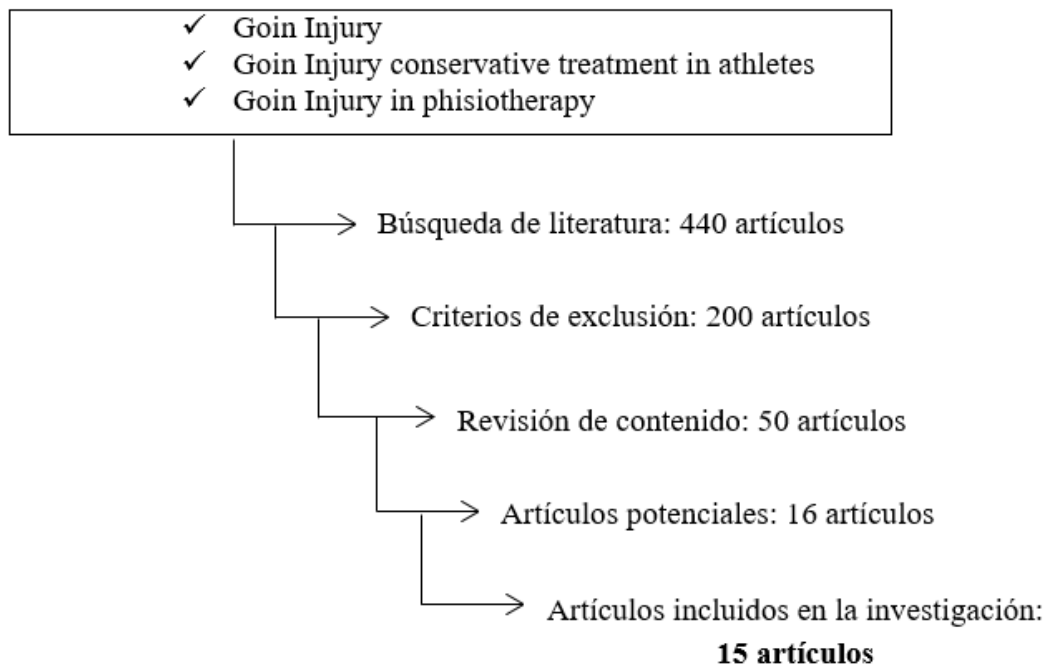 ✓ Goin Injury
✓ Goin Injury conservative treatment in athletes
✓ Goin Injury in phisiotherapy
Búsqueda de literatura: 440 artículos
Criterios de exclusión: 200 artículos
Revisión de contenido: 50 artículos
Artículos potenciales: 16 artículos
Artículos incluidos en la investigación:
15 artículos